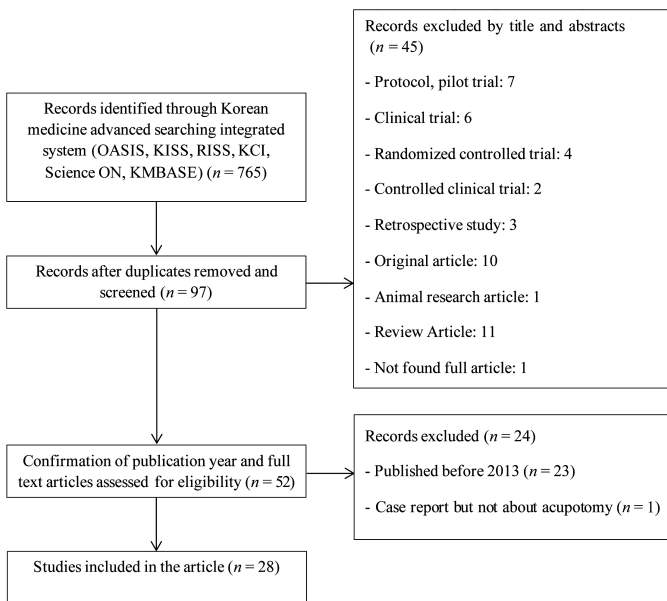 Records identified through Korean
medicine advanced searching integrated
system (OASIS, KISS, RISS, KCI,
Science ON, KMBASE) (n = 765)
Records after duplicates removed and
screened (n = 97)
Records excluded by title and abstracts
(n = 45)
- Protocol, pilot trial: 7
- Clinical trial: 6
- Randomized controlled trial: 4
- Controlled clinical trial: 2
- Retrospective study: 3
- Original article: 10
- Animal research article: 1
- Review Article: 11
- Not found full article: 1
Confirmation of publication year and full
text articles assessed for eligibility (n = 52)
Records excluded (n = 24)
- Published before 2013 (n = 23)
- Case report but not about acupotomy (n = 1)
Studies included in the article (n = 28)